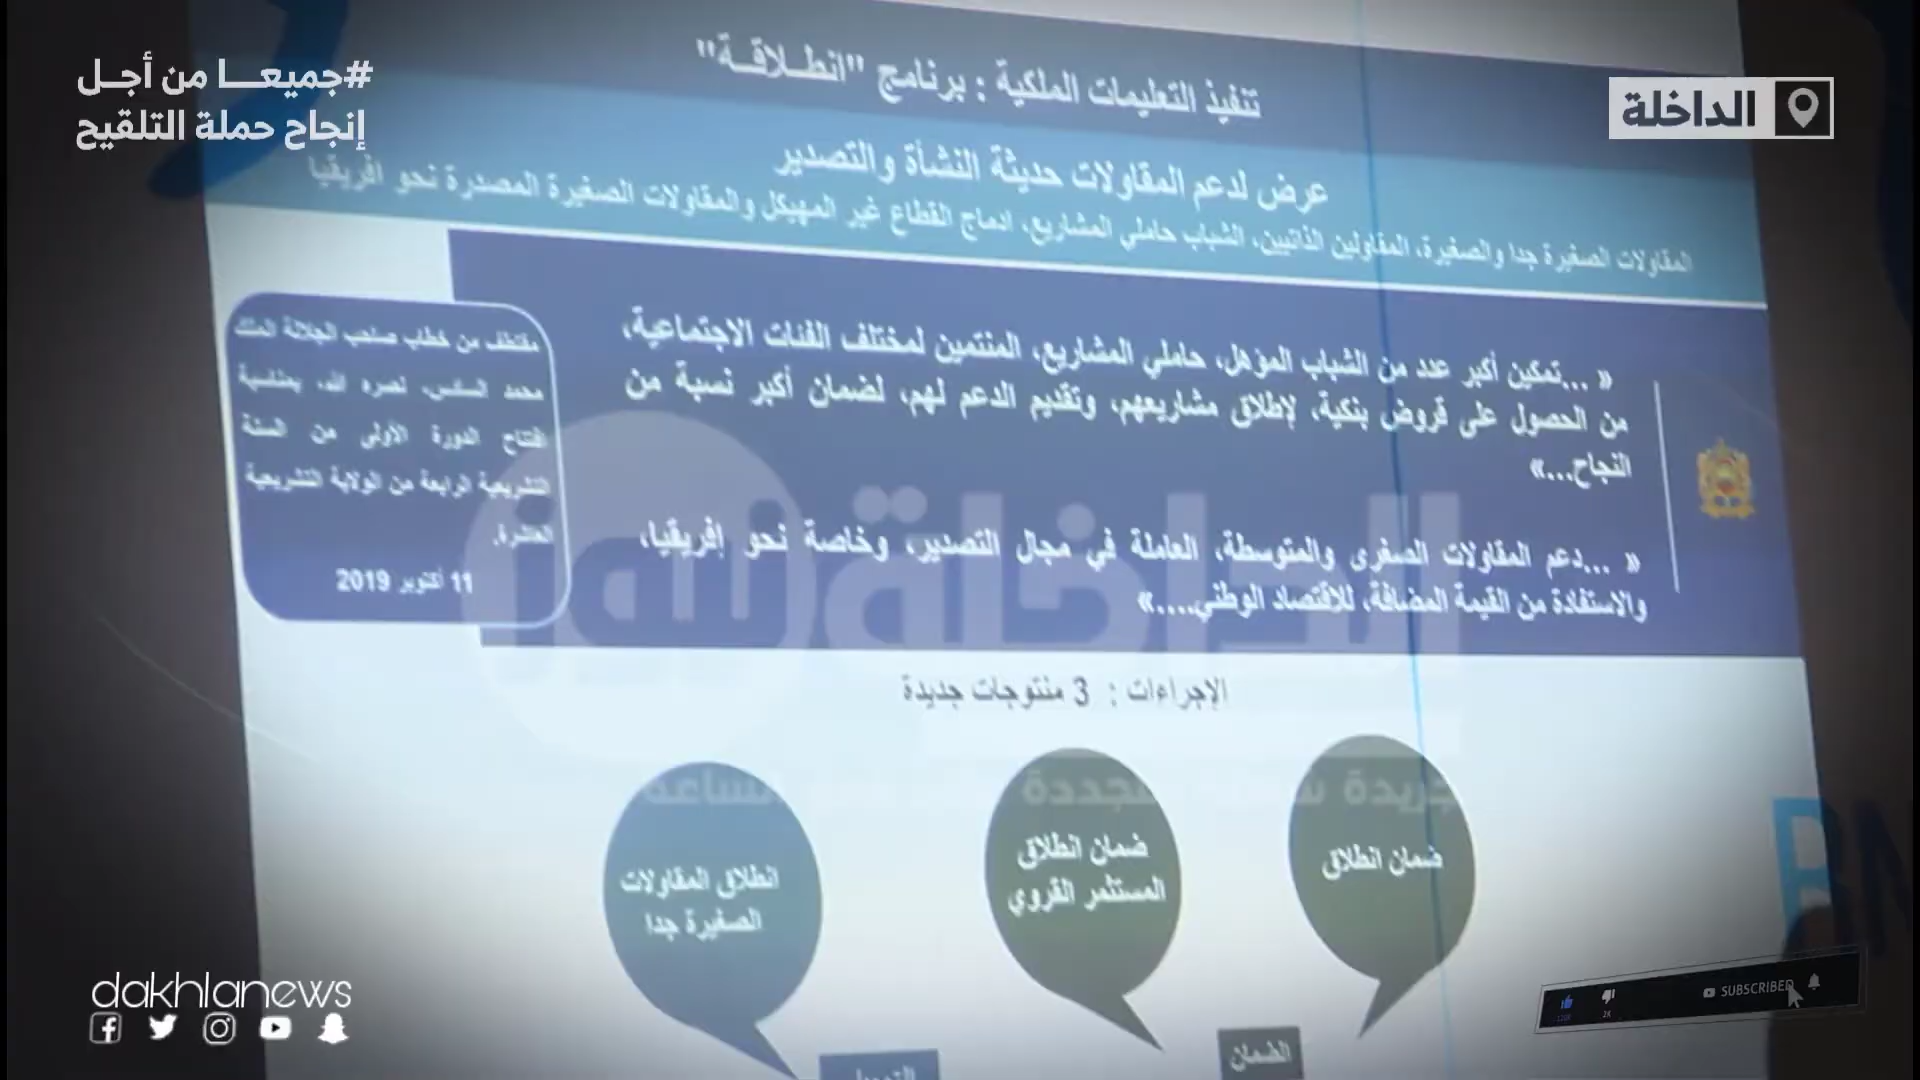 #جميعـــا من أجـل
إنجاح حملة التلقيح
الداخلة
تنفيذ التعليمات الملكية : برنامج "انطـلاقـة"
عرض لدعم المقاولات حديثة النشأة والتصدير
المقاولات الصغيرة جدا والصغيرة، المقاولين الذاتيين، الشباب حاملي المشاريع، ادماج القطاع غير المهيكل والمقاولات الصغيرة المصدرة نحو افريقيا
« ...تمكين أكبر عدد من الشباب المؤهل، حاملي المشاريع، المنتمين لمختلف الفئات الاجتماعية،
من الحصول على قروض بنكية، لإطلاق مشاريعهم، وتقديم الدعم لهم، لضمان أكبر نسبة من
النجاح...»
« ...دعم المقاولات الصغرى والمتوسطة، العاملة في مجال التصدير، وخاصة نحو إفريقيا،
والاستفادة من القيمة المضافة، للاقتصاد الوطني....»
مقتطف من خطاب صاحب الجلالة الملك
محمد السادس، نصره الله، بمناسبة
افتتاح الدورة الأولى من السنة
التشريعية الرابعة من الولاية التشريعية
العاشرة.
11 أكتوبر 2019
الداخلة نيوز
جريدة
الساعة
الإجراءات : 3 منتوجات جديدة
ضمان انطلاق
ضمان انطلاق
المستثمر القروي
انطلاق المقاولات
الصغيرة جدا
الضمان
dakhlanews
SUBSCRIBED